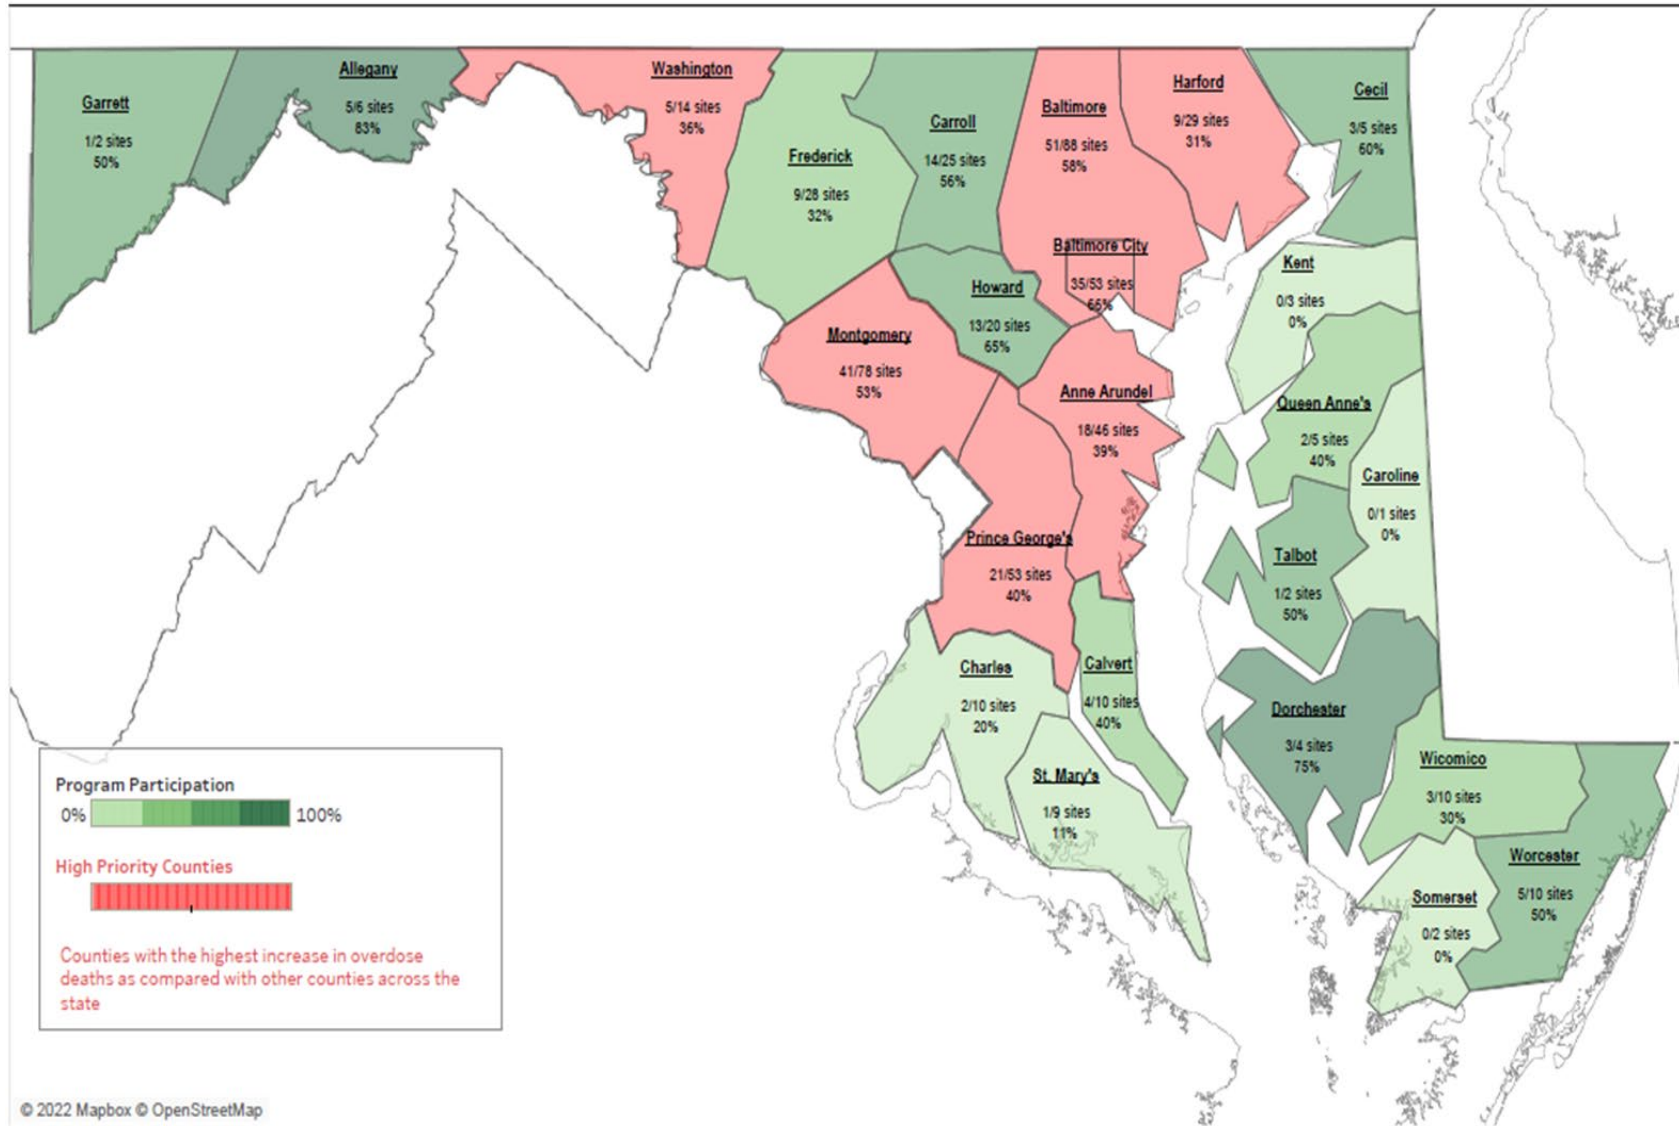 Garrett
1/2 sites
50%
Allegany
5/6 sites
83%
Washington
5/14 sites
36%
Frederick
9/28 sites
32%
Carroll
14/25 sites
56%
Baltimore
51/88 sites
58%
Harford
9/29 sites
31%
Cecil
3/5 sites
60%
Baltimore City
35/53 sites
66%
Howard
13/20 sites
65%
Kent
0/3 sites
0%
Montgomery
41/78 sites
53%
Anne Arundel
18/46 sites
39%
Queen Anne's
2/5 sites
40%
Caroline
0/1 sites
0%
Prince George's
21/53 sites
40%
Talbot
1/2 sites
50%
Charles
2/10 sites
20%
Calvert
4/10 sites
40%
Dorchester
3/4 sites
75%
St. Mary's
1/9 sites
11%
Wicomico
3/10 sites
30%
Worcester
5/10 sites
50%
Somerset
0/2 sites
0%
Program Participation
0% 100%
High Priority Counties
Counties with the highest increase in overdose
deaths as compared with other counties across the
state
© 2022 Mapbox © OpenStreetMap